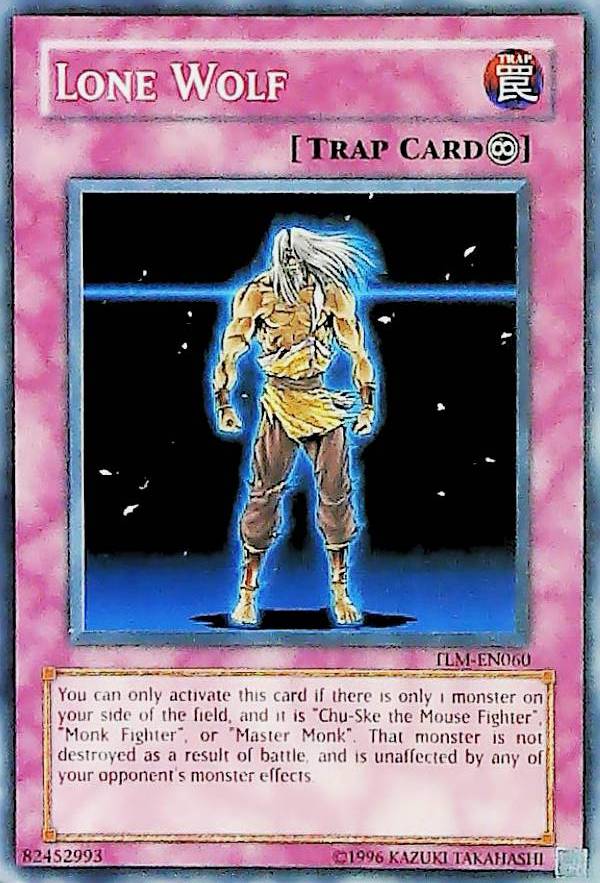 LONE WOLF
TRAP
罠
[TRAP CARD∞]
TLM-EN060
You can only activate this card if there is only 1 monster on
your side of the field, and it is "Chu-Ske the Mouse Fighter",
"Monk Fighter", or "Master Monk". That monster is not
destroyed as a result of battle, and is unaffected by any of
your opponent's monster effects.
82452993
©1996 KAZUKI TAKAHASHI